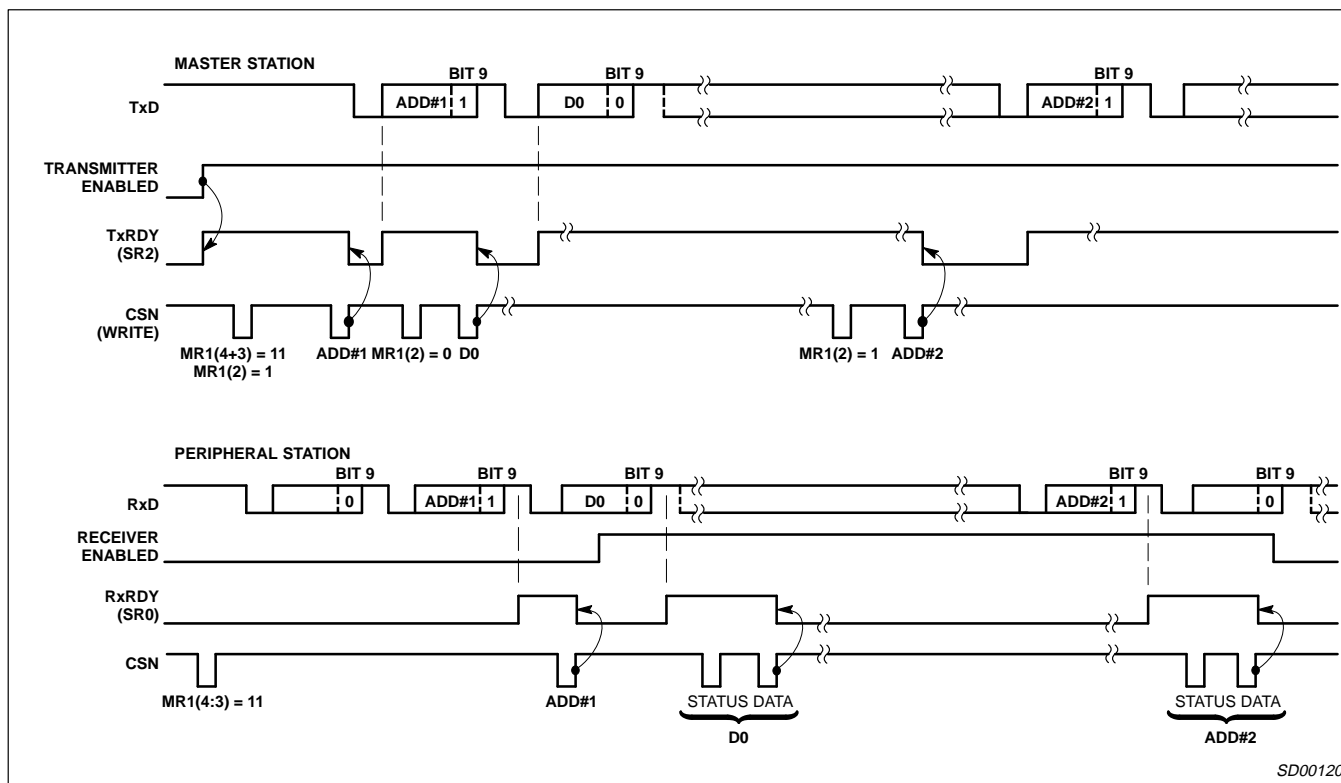 MASTER STATION
BIT 9 BIT 9 BIT 9
TxD ADD#1 1 D0 0 ADD#2 1
TRANSMITTER
ENABLED
TxRDY
(SR2)
CSN
(WRITE)
MR1(4+3) = 11 ADD#1 MR1(2) = 0 D0 MR1(2) = 1 ADD#2
MR1(2) = 1
PERIPHERAL STATION
BIT 9 BIT 9 BIT 9 BIT 9 BIT 9
RxD 0 ADD#1 1 D0 0 ADD#2 1 0
RECEIVER
ENABLED
RxRDY
(SR0)
CSN
MR1(4:3) = 11 ADD#1 STATUS DATA STATUS DATA
D0 ADD#2
SD00120